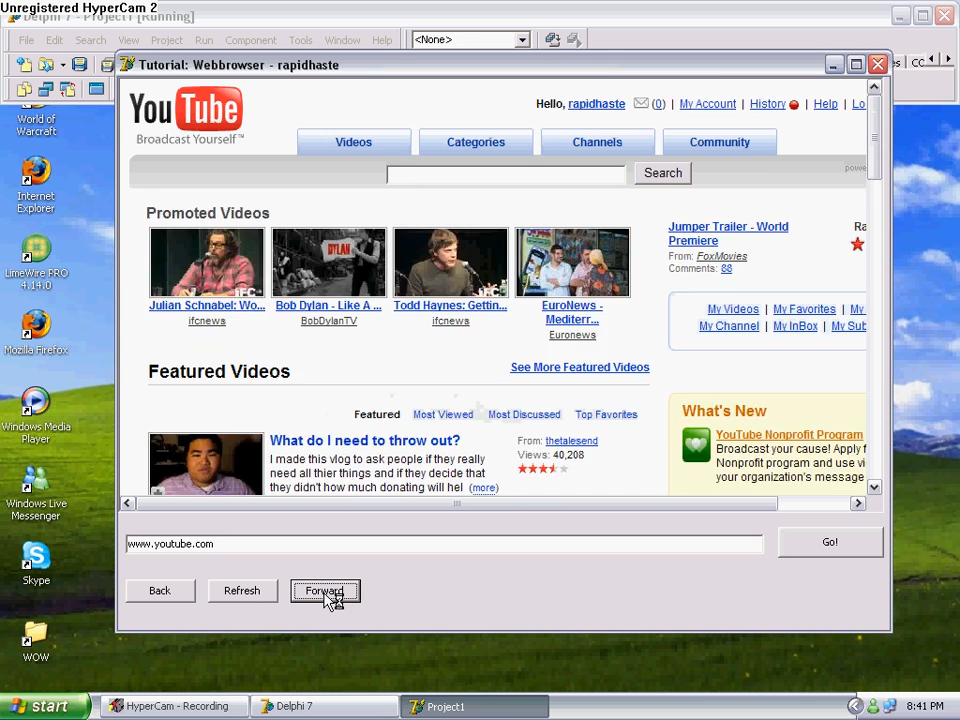 Unregistered HyperCam 2
Delphi 7 - Project1 [Running]
File Edit Search View Project Run Component Tools Window Help <None>
Tutorial: Webbrowser - rapidhaste
World of
Warcraft
Internet
Explorer
LimeWire PRO
4.14.0
Mozilla Firefox
Windows Media
Player
Windows Live
Messenger
Skype
WOW
YouTube
Broadcast Yourself™
Hello, rapidhaste (0) | My Account | History | Help | Lo
Videos Categories Channels Community
Search
powe
Promoted Videos
DYLAN
ifc
Julian Schnabel: Wo... Bob Dylan - Like A ... Todd Haynes: Gettin... EuroNews -
Mediterr...
ifcnews BobDylanTV ifcnews Euronews
Jumper Trailer - World
Premiere
From: FoxMovies
Comments: 88
Ra
My Videos | My Favorites | My
My Channel | My InBox | My Sub
Featured Videos
See More Featured Videos
Featured Most Viewed Most Discussed Top Favorites
What do I need to throw out?
I made this vlog to ask people if they really
need all thier things and if they decide that
they didn't how much donating will hel (more)
From: thetalesend
Views: 40,208
What's New
YouTube Nonprofit Program
Broadcast your cause! Apply f
Nonprofit program and use vi
your organization's message
www.youtube.com
Go!
Back Refresh Forward
start HyperCam - Recording Delphi 7 Project1 8:41 PM